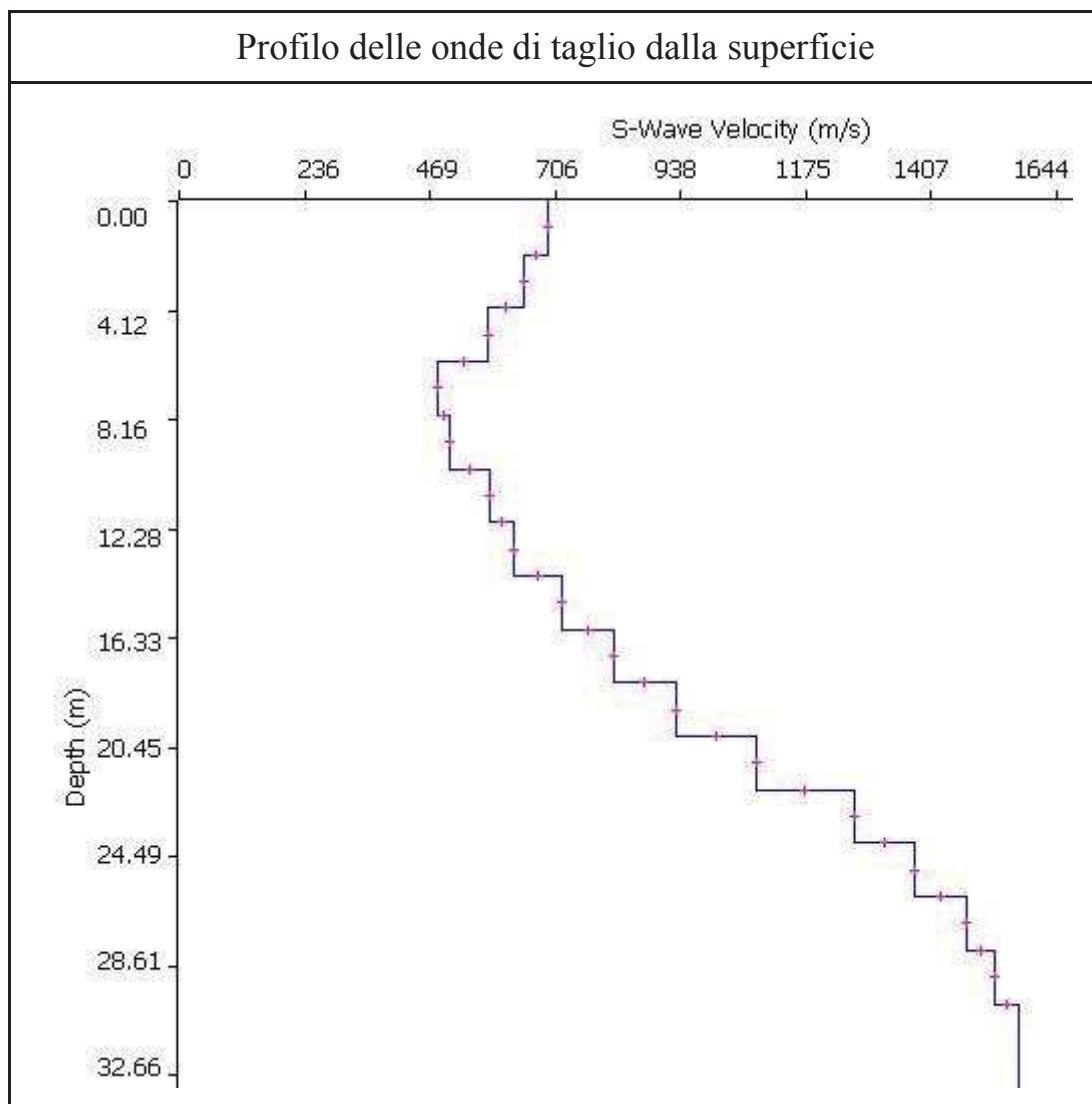 Profilo delle onde di taglio dalla superficie
S-Wave Velocity (m/s)
0 236 469 706 938 1175 1407 1644
0.00
4.12
8.16
12.28
16.33
Depth (m)
20.45
24.49
28.61
32.66